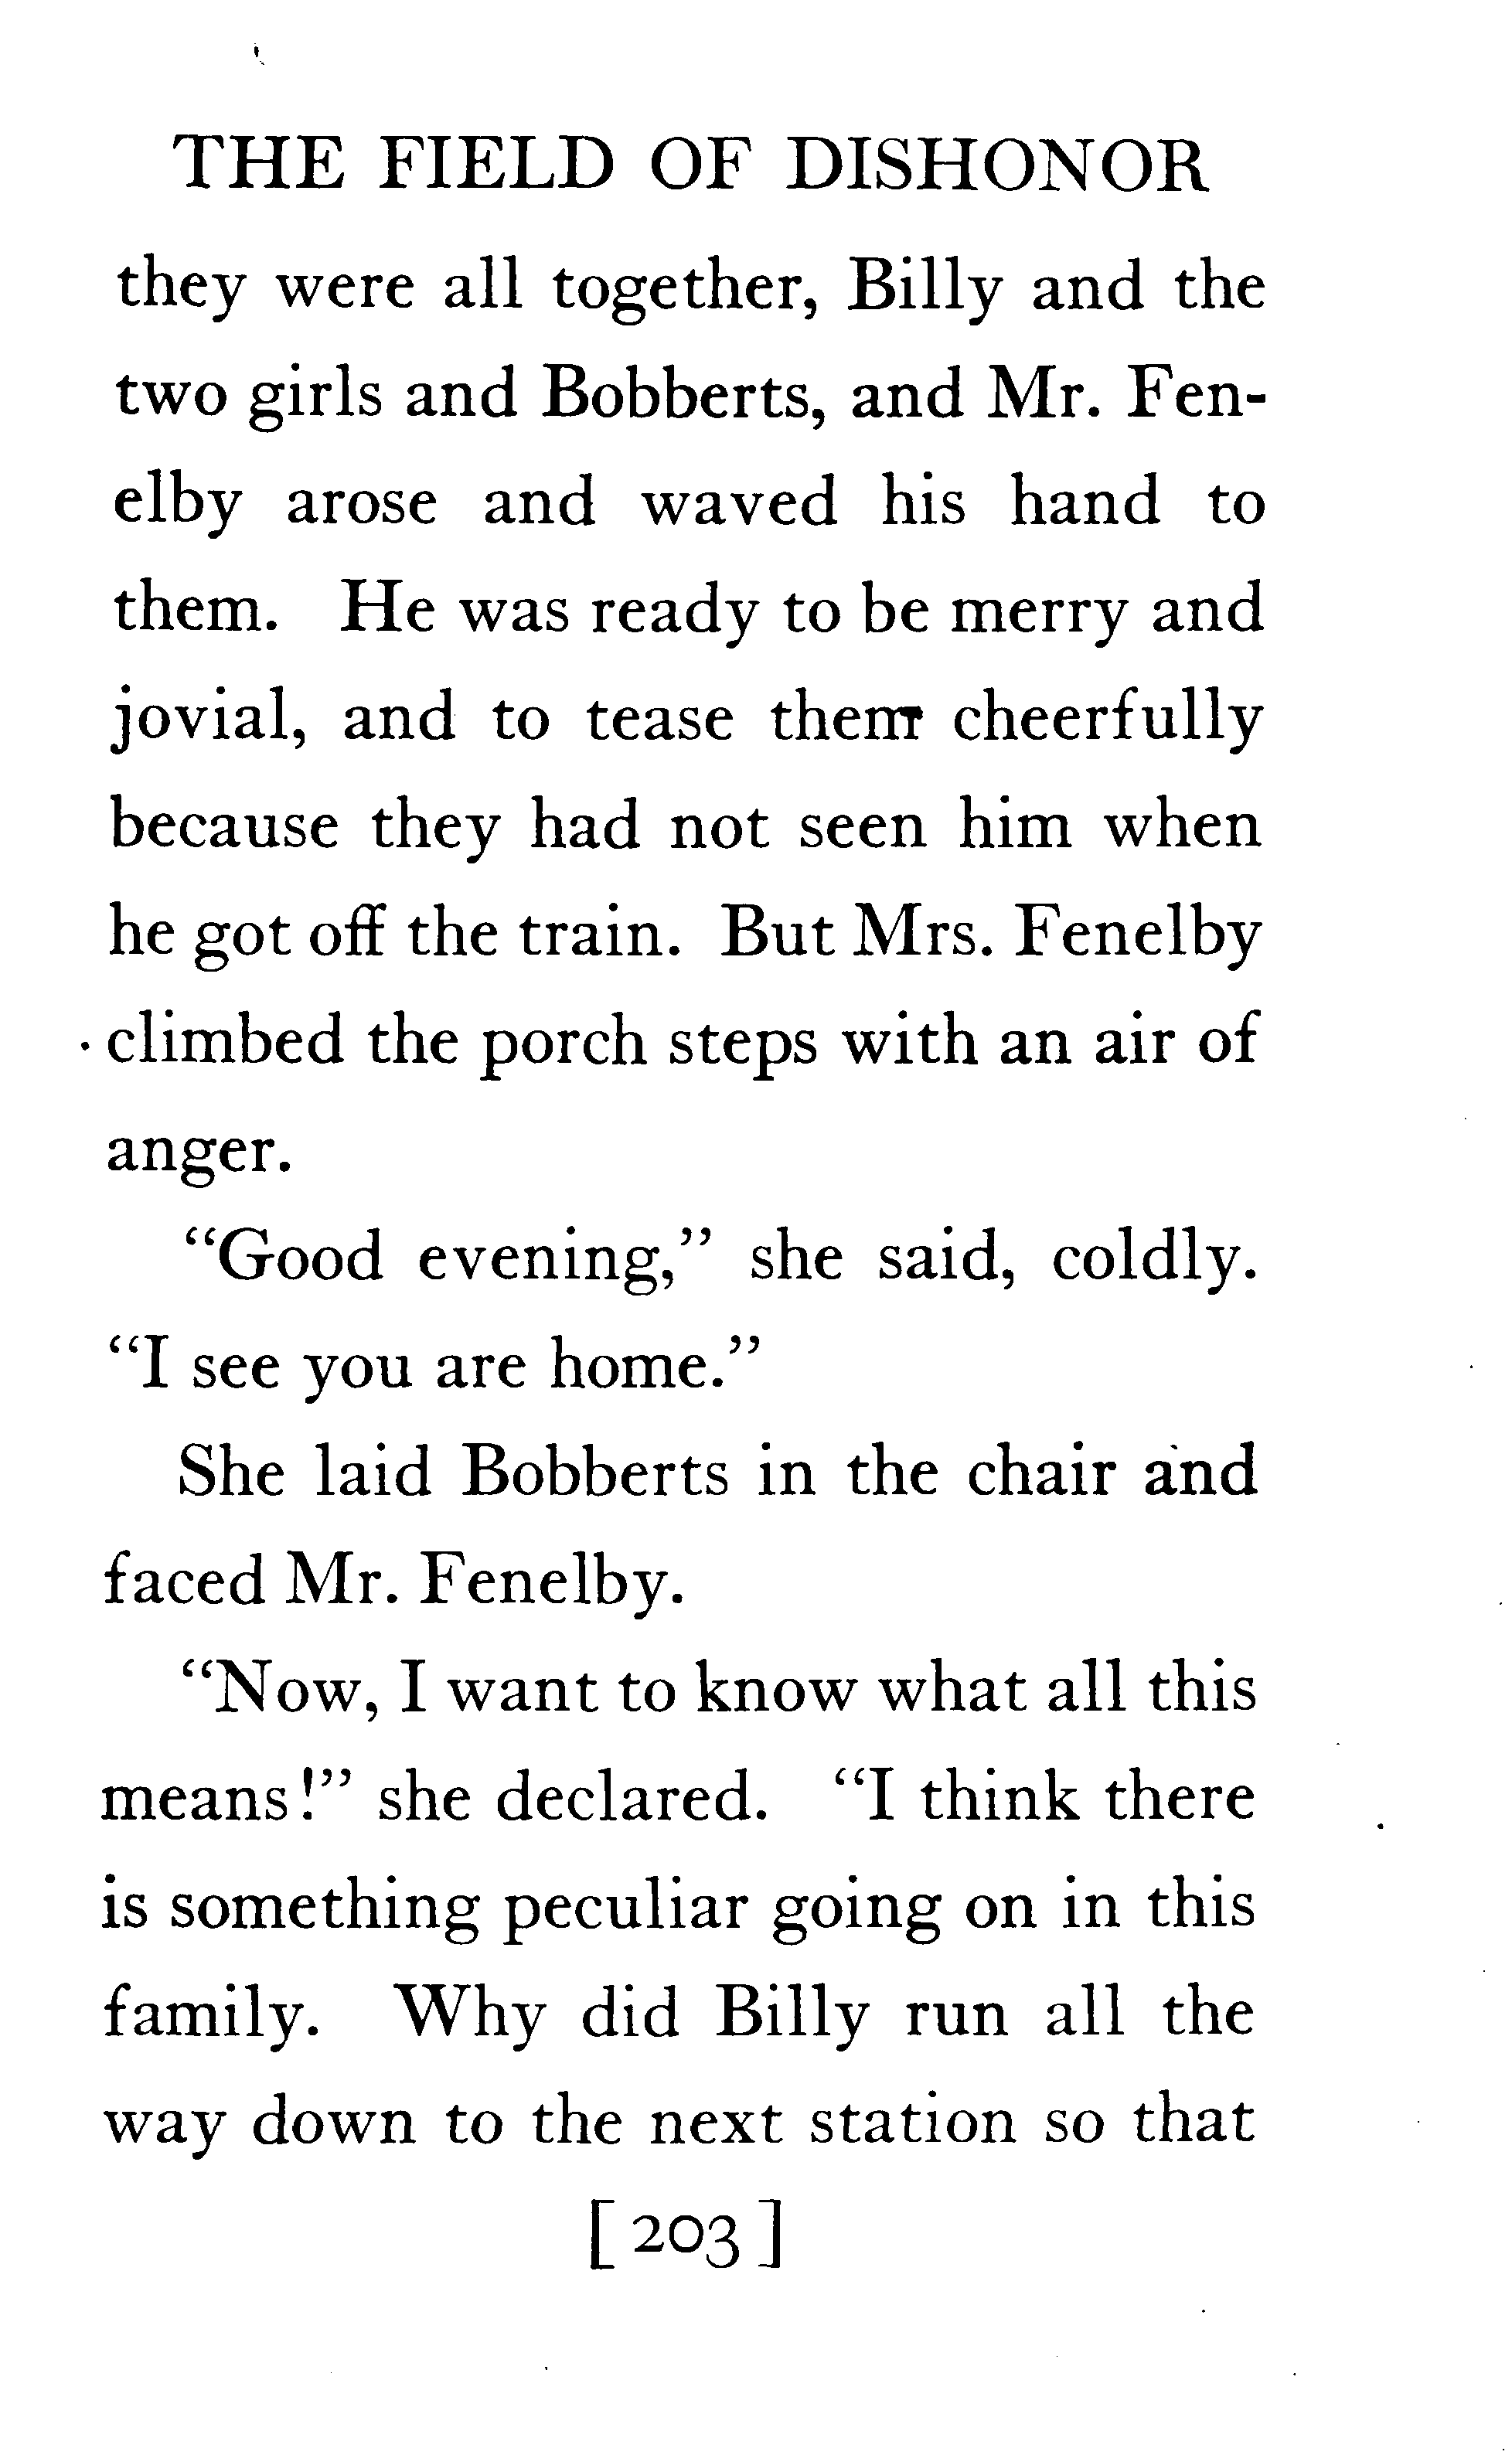 THE FIELD OF DISHONOR
they were all together, Billy and the
two girls and Bobberts, and Mr. Fen-
elby arose and waved his hand to
them. He was ready to be merry and
jovial, and to tease them cheerfully
because they had not seen him when
he got off the train. But Mrs. Fenelby
climbed the porch steps with an air of
anger.
"Good evening," she said, coldly.
"I see you are home."
She laid Bobberts in the chair and
faced Mr. Fenelby.
"Now, I want to know what all this
means!" she declared. "I think there
is something peculiar going on in this
family. Why did Billy run all the
way down to the next station so that
[203]